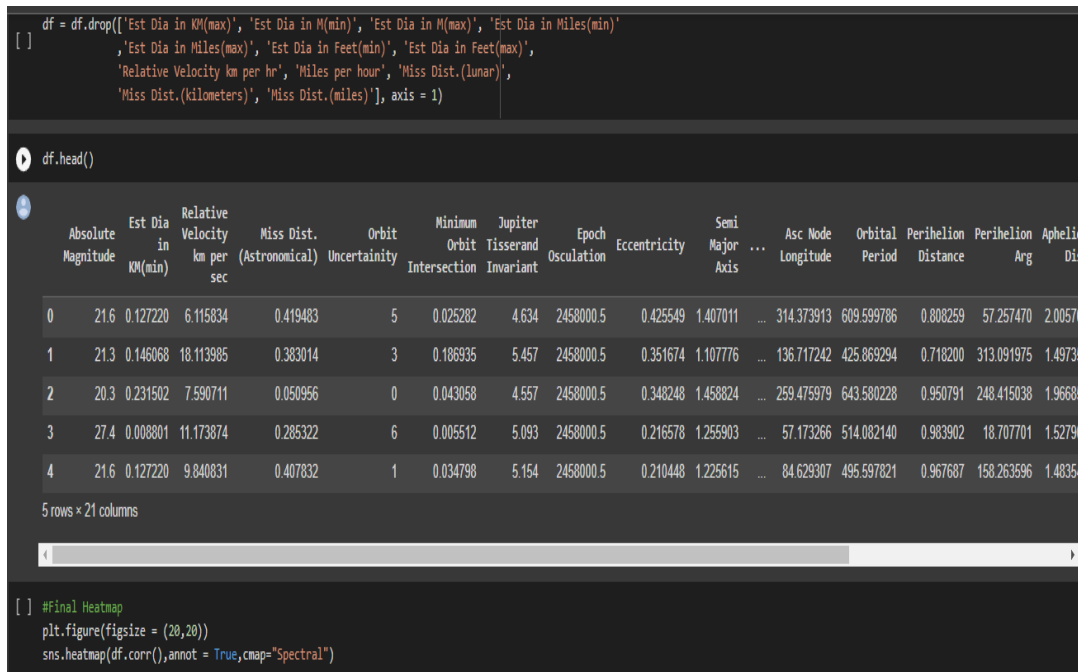 [ ] df = df.drop(['Est Dia in KM(max)', 'Est Dia in M(min)', 'Est Dia in M(max)', 'Est Dia in Miles(min)'
,'Est Dia in Miles(max)', 'Est Dia in Feet(min)', 'Est Dia in Feet(max)',
'Relative Velocity km per hr', 'Miles per hour', 'Miss Dist.(lunar)',
'Miss Dist.(kilometers)', 'Miss Dist.(miles)'], axis = 1)
df.head()
Absolute Magnitude Est Dia in KM(min) Relative Velocity km per sec Miss Dist.(Astronomical) Orbit Uncertainity Minimum Orbit Intersection Jupiter Tisserand Invariant Epoch Osculation Eccentricity Semi Major Axis ... Asc Node Longitude Orbital Period Perihelion Distance Perihelion Arg Aphelio Dis
0 21.6 0.127220 6.115834 0.419483 5 0.025282 4.634 2458000.5 0.425549 1.407011 ... 314.373913 609.599786 0.808259 57.257470 2.00576
1 21.3 0.146068 18.113985 0.383014 3 0.186935 5.457 2458000.5 0.351674 1.107776 ... 136.717242 425.869294 0.718200 313.091975 1.49735
2 20.3 0.231502 7.590711 0.050956 0 0.043058 4.557 2458000.5 0.348248 1.458824 ... 259.475979 643.580228 0.950791 248.415038 1.96685
3 27.4 0.008801 11.173874 0.285322 6 0.005512 5.093 2458000.5 0.216578 1.255903 ... 57.173266 514.082140 0.983902 18.707701 1.52790
4 21.6 0.127220 9.840831 0.407832 1 0.034798 5.154 2458000.5 0.210448 1.225615 ... 84.629307 495.597821 0.967687 158.263596 1.48354
5 rows × 21 columns
[ ] #Final Heatmap
plt.figure(figsize = (20,20))
sns.heatmap(df.corr(),annot = True,cmap="Spectral")